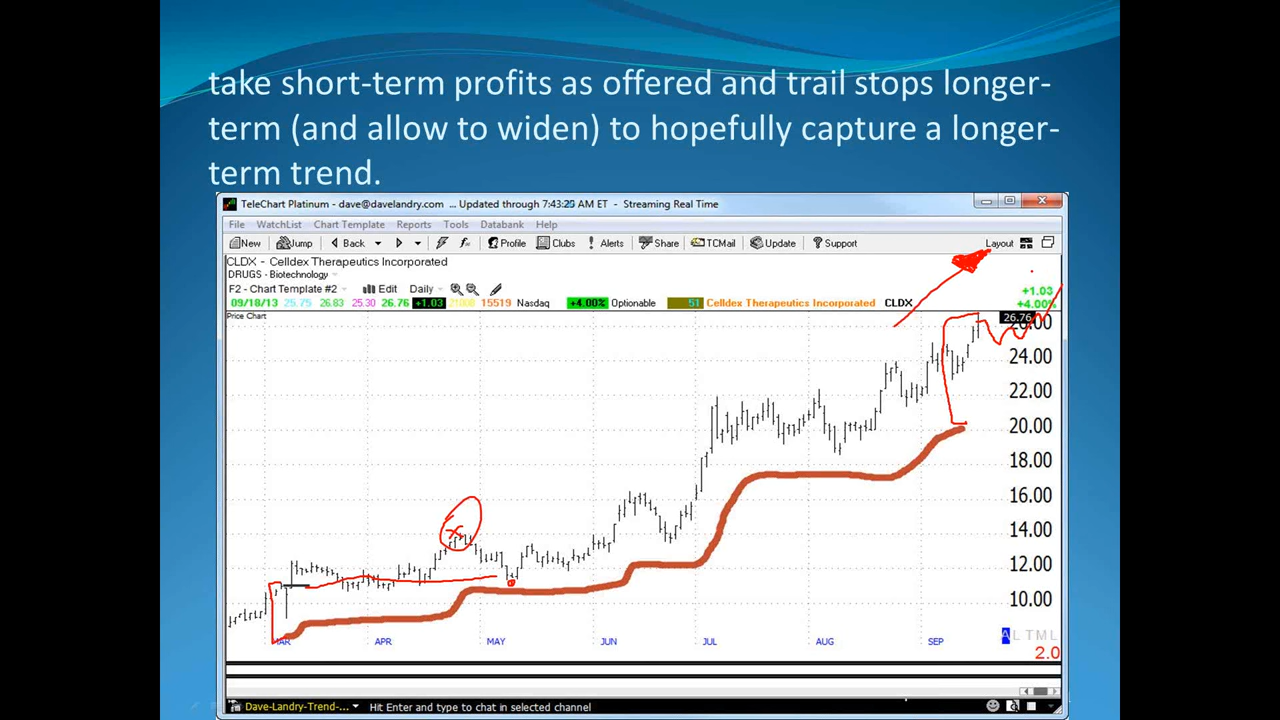 take short-term profits as offered and trail stops longer-
term (and allow to widen) to hopefully capture a longer-
term trend.
TeleChart Platinum - dave@davelandry.com ... Updated through 7:43:25 AM ET - Streaming Real Time
File WatchList Chart Template Reports Tools Databank Help
New Jump Back Profile Clubs Alerts Share TCMail Update Support Layout
CLDX - Celldex Therapeutics Incorporated
DRUGS - Biotechnology
F2 - Chart Template #2 Edit Daily
+1.03
09/18/13 25.75 26.83 25.30 26.76 +1.03 15519 Nasdaq +4.00% Optionable 51 Celldex Therapeutics Incorporated CLDX +4.00%
Price Chart
26.76
26.00
24.00
22.00
20.00
18.00
16.00
14.00
12.00
10.00
MAR APR MAY JUN JUL AUG SEP
A L T M L
2.0
Dave-Landry-Trend-... Hit Enter and type to chat in selected channel